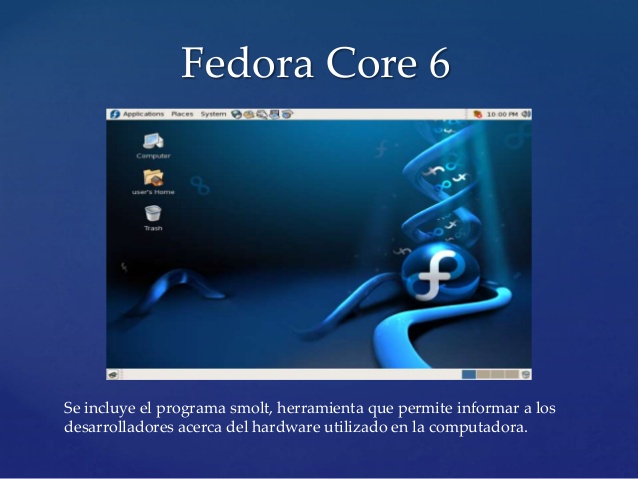 Fedora Core 6
Applications Places System 10:00 PM
Computer
user's Home
Trash
Se incluye el programa smolt, herramienta que permite informar a los
desarrolladores acerca del hardware utilizado en la computadora.